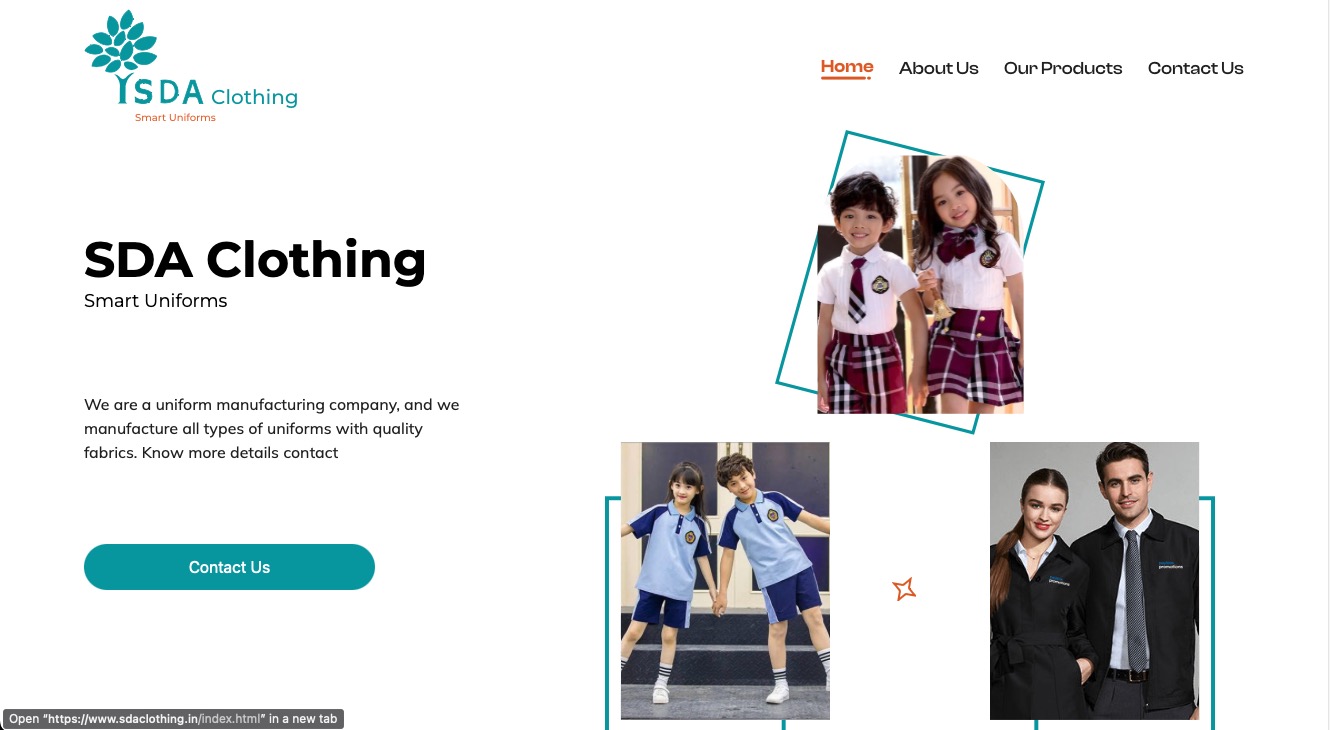 SDA Clothing
Smart Uniforms
Home
About Us
Our Products
Contact Us
SDA Clothing
Smart Uniforms
We are a uniform manufacturing company, and we
manufacture all types of uniforms with quality
fabrics. Know more details contact
Contact Us
promotions
promotions
Open “https://www.sdaclothing.in/index.html” in a new tab